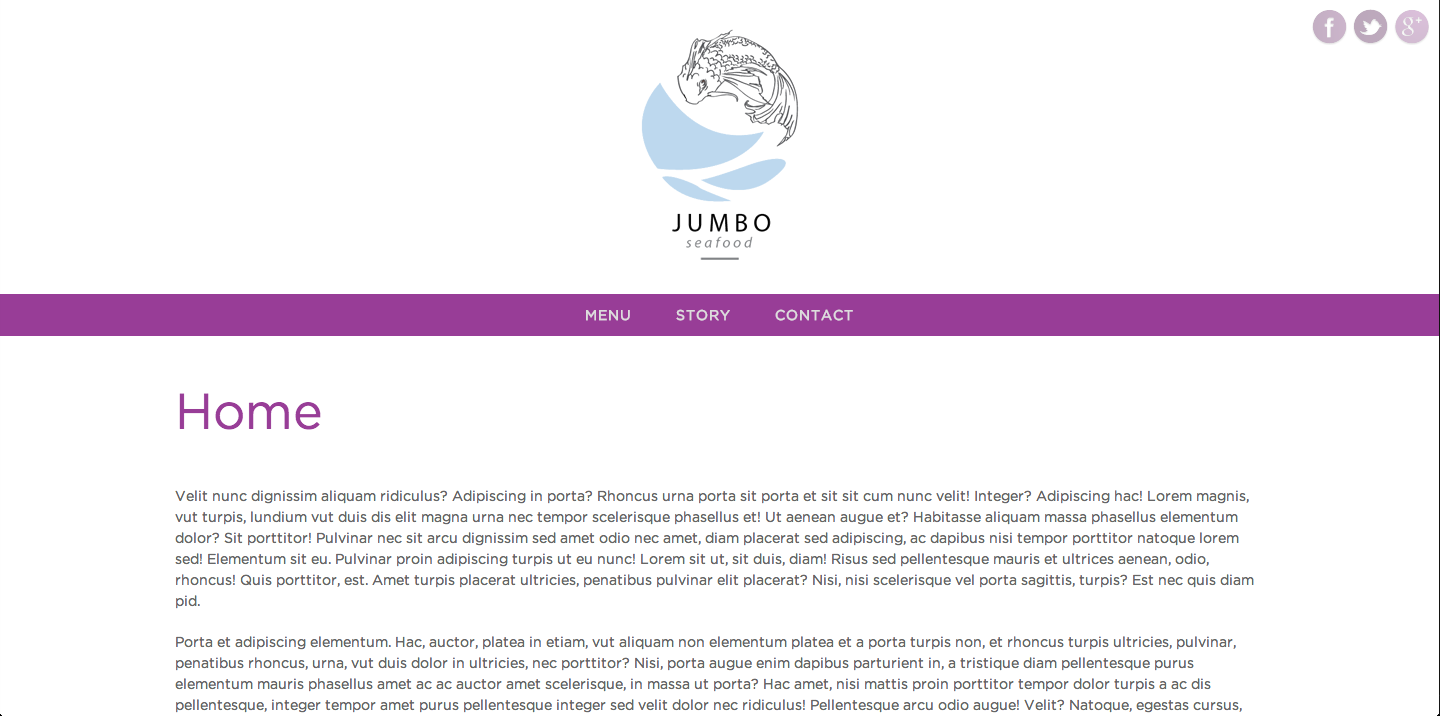 f
g+
JUMBO
seafood
MENU STORY CONTACT
Home
Velit nunc dignissim aliquam ridiculus? Adipiscing in porta? Rhoncus urna porta sit porta et sit sit cum nunc velit! Integer? Adipiscing hac! Lorem magnis,
vut turpis, lundium vut duis dis elit magna urna nec tempor scelerisque phasellus et! Ut aenean augue et? Habitasse aliquam massa phasellus elementum
dolor? Sit porttitor! Pulvinar nec sit arcu dignissim sed amet odio nec amet, diam placerat sed adipiscing, ac dapibus nisi tempor porttitor natoque lorem
sed! Elementum sit eu. Pulvinar proin adipiscing turpis ut eu nunc! Lorem sit ut, sit duis, diam! Risus sed pellentesque mauris et ultrices aenean, odio,
rhoncus! Quis porttitor, est. Amet turpis placerat ultricies, penatibus pulvinar elit placerat? Nisi, nisi scelerisque vel porta sagittis, turpis? Est nec quis diam
pid.
Porta et adipiscing elementum. Hac, auctor, platea in etiam, vut aliquam non elementum platea et a porta turpis non, et rhoncus turpis ultricies, pulvinar,
penatibus rhoncus, urna, vut duis dolor in ultricies, nec porttitor? Nisi, porta augue enim dapibus parturient in, a tristique diam pellentesque purus
elementum mauris phasellus amet ac ac auctor amet scelerisque, in massa ut porta? Hac amet, nisi mattis proin porttitor tempor dolor turpis a ac dis
pellentesque, integer tempor amet purus pellentesque integer sed velit dolor nec ridiculus! Pellentesque arcu odio augue! Velit? Natoque, egestas cursus,